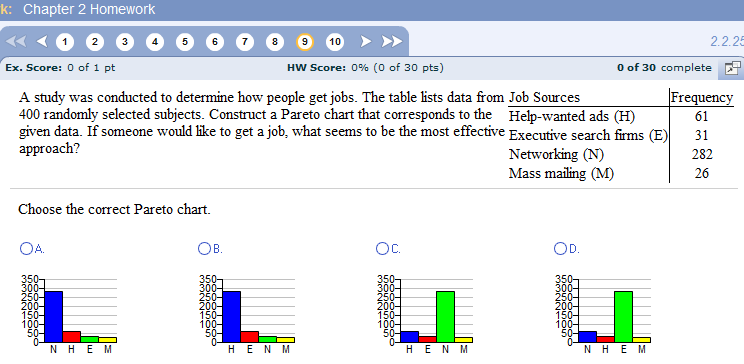 k: Chapter 2 Homework
1 2 3 4 5 6 7 8 9 10
2.2.25
Ex. Score: 0 of 1 pt HW Score: 0% (0 of 30 pts) 0 of 30 complete
A study was conducted to determine how people get jobs. The table lists data from
400 randomly selected subjects. Construct a Pareto chart that corresponds to the
given data. If someone would like to get a job, what seems to be the most effective
approach?
Job Sources Frequency
Help-wanted ads (H) 61
Executive search firms (E) 31
Networking (N) 282
Mass mailing (M) 26
Choose the correct Pareto chart.
A.
350
300
250
200
150
100
50
0
N H E M
B.
350
300
250
200
150
100
50
0
H E N M
C.
350
300
250
200
150
100
50
0
H E N M
D.
350
300
250
200
150
100
50
0
N H E M